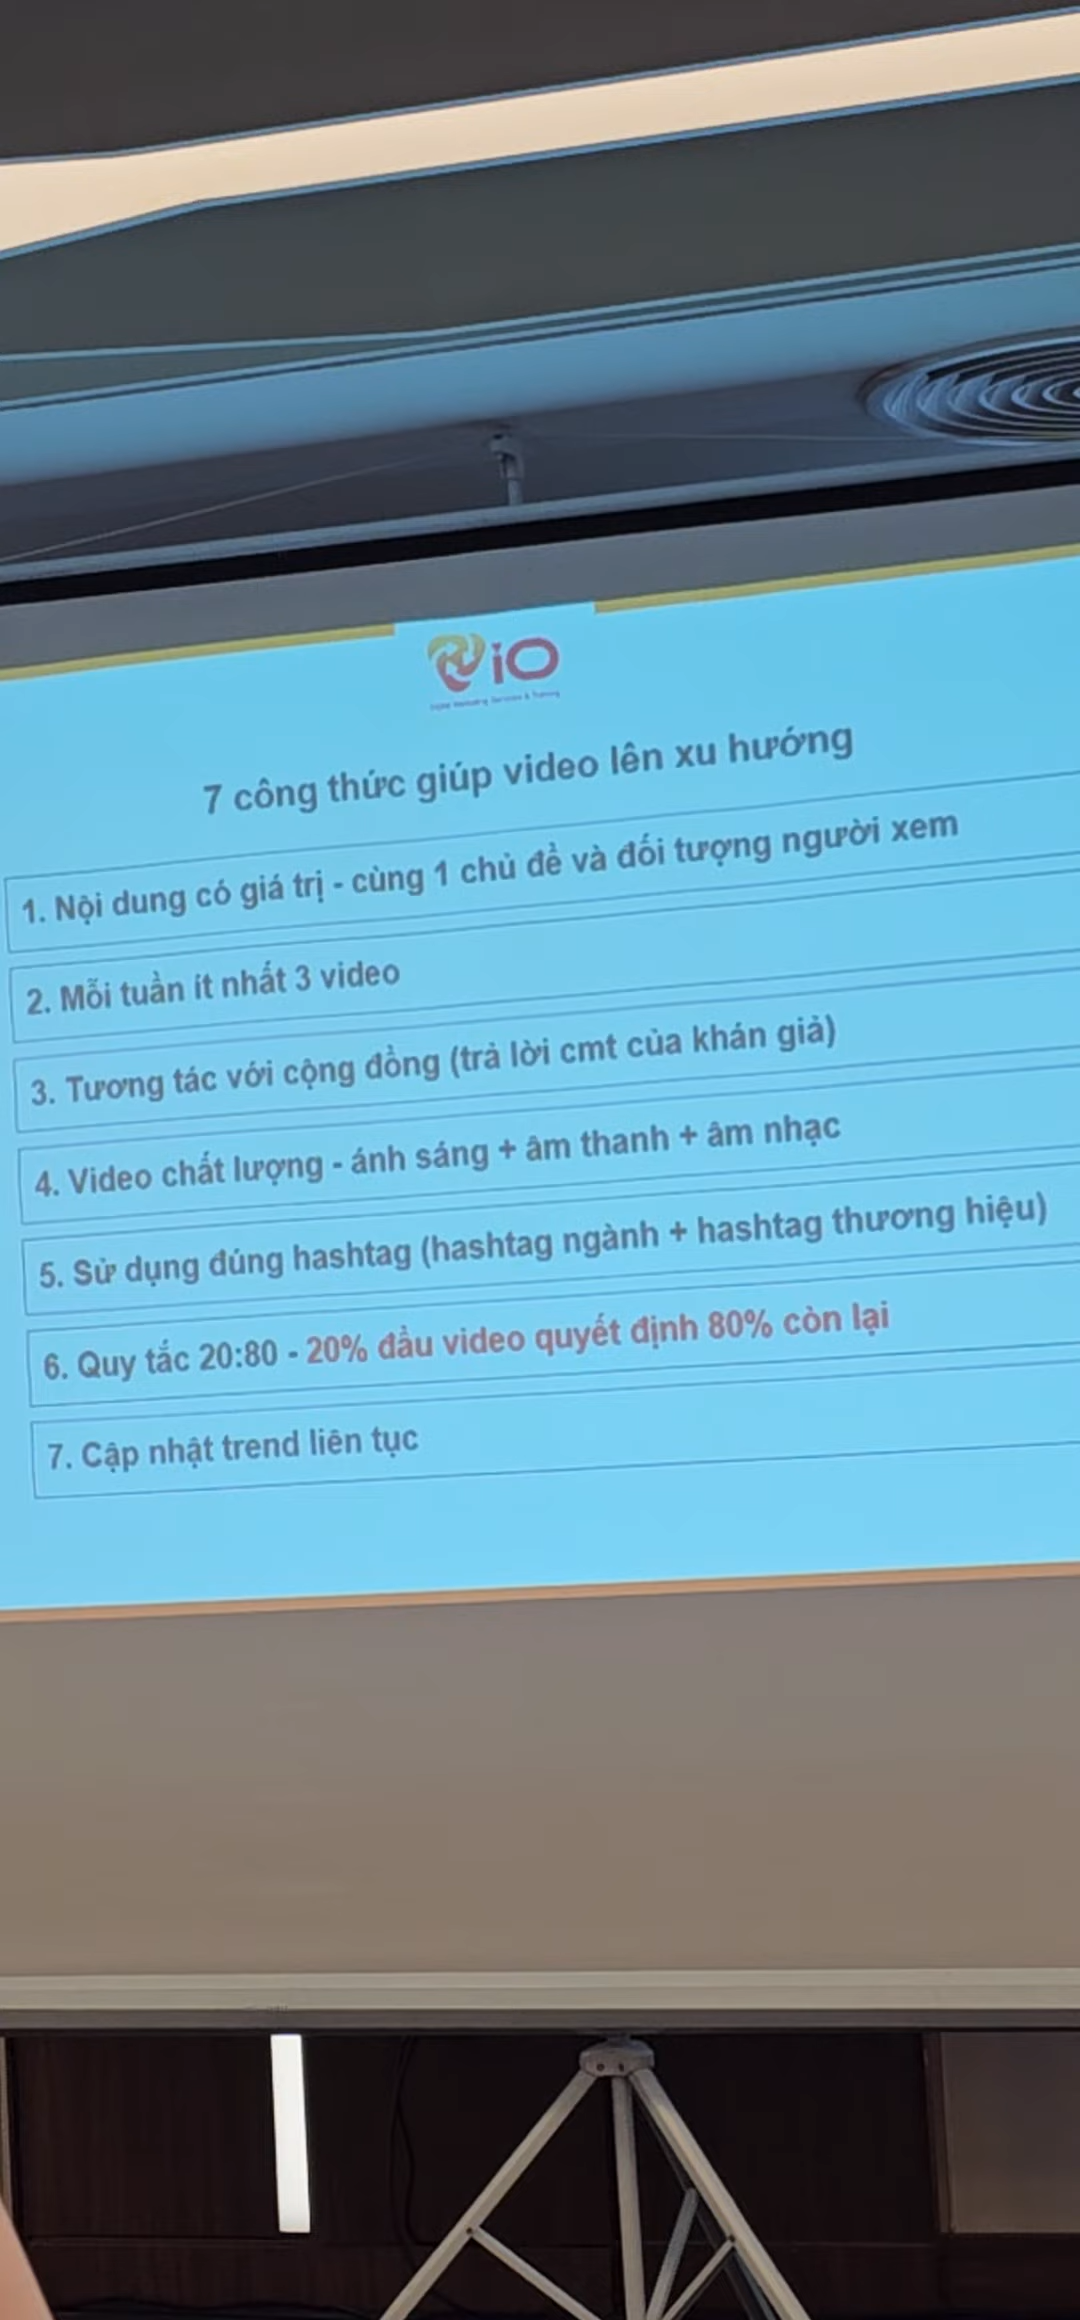 iO
7 công thức giúp video lên xu hướng
1. Nội dung có giá trị - cùng 1 chủ đề và đối tượng người xem
2. Mỗi tuần ít nhất 3 video
3. Tương tác với cộng đồng (trả lời cmt của khán giả)
4. Video chất lượng - ánh sáng + âm thanh + âm nhạc
5. Sử dụng đúng hashtag (hashtag ngành + hashtag thương hiệu)
6. Quy tắc 20:80 - 20% đầu video quyết định 80% còn lại
7. Cập nhật trend liên tục